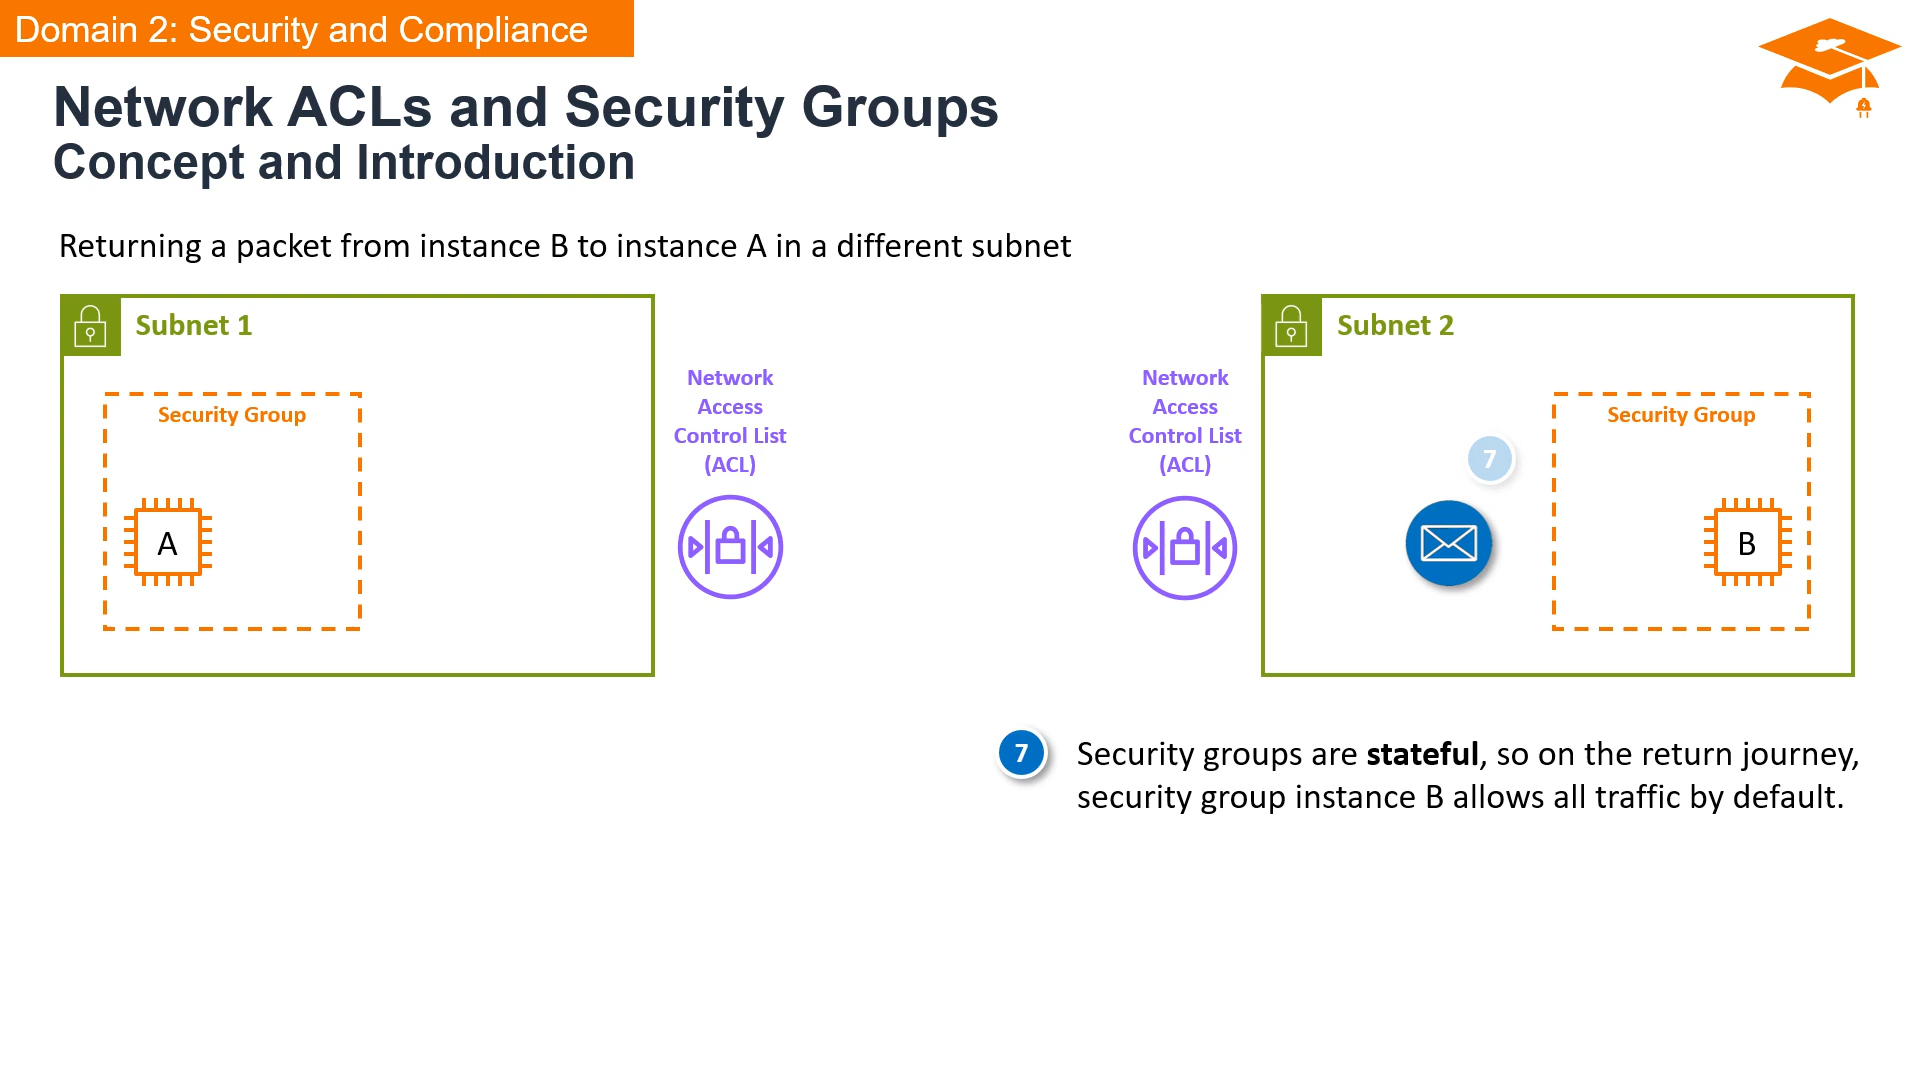 Domain 2: Security and Compliance
Network ACLs and Security Groups
Concept and Introduction
Returning a packet from instance B to instance A in a different subnet
Subnet 1
Security Group
A
Network
Access
Control List
(ACL)
Network
Access
Control List
(ACL)
Subnet 2
7
Security Group
B
7
Security groups are stateful, so on the return journey,
security group instance B allows all traffic by default.